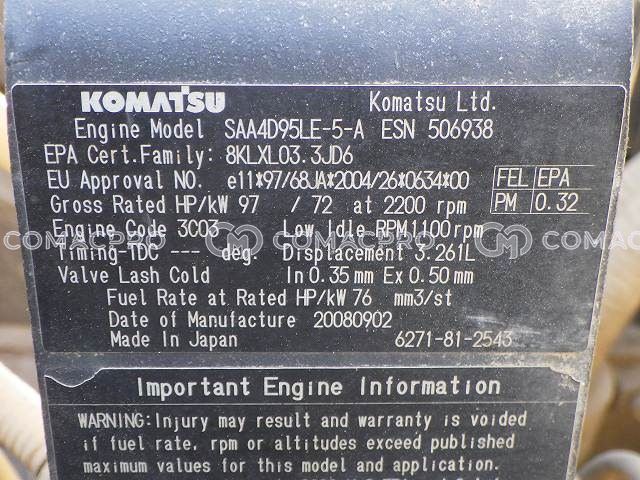 KOMATSU Komatsu Ltd.
Engine Model SAA4D95LE-5-A ESN 506938
EPA Cert.Family: 8KLXL03.3JD6
EU Approval NO. e11*97/68JA*2004/26*0634*00 FEL EPA
Gross Rated HP/kW 97 / 72 at 2200 rpm PM 0.32
Engine Code 3C03 Low Idle RPM1100rpm
COMACPRO CM COMACPRO CM COMACPRO
Timing-TDC --- deg. Displacement 3.261L
Valve Lash Cold In 0.35 mm Ex 0.50 mm
Fuel Rate at Rated HP/kW 76 mm3/st
Date of Manufacture 20080902
Made In Japan 6271-81-2543
Important Engine Information
WARNING:Injury may result and warranty is voided
if fuel rate, rpm or altitudes exceed published
maximum values for this model and application.